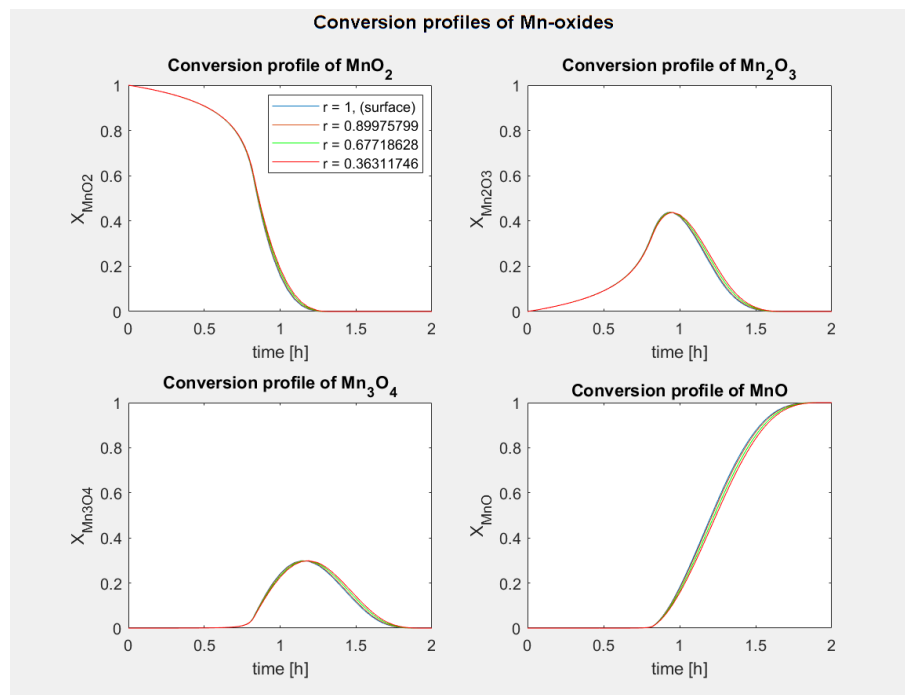 Conversion profiles of Mn-oxides
Conversion profile of MnO2
X_MnO2
1
0.8
0.6
0.4
0.2
0
r = 1, (surface)
r = 0.89975799
r = 0.67718628
r = 0.36311746
0 0.5 1 1.5 2
time [h]
Conversion profile of Mn2O3
X_Mn2O3
1
0.8
0.6
0.4
0.2
0
0 0.5 1 1.5 2
time [h]
Conversion profile of Mn3O4
X_Mn3O4
1
0.8
0.6
0.4
0.2
0
0 0.5 1 1.5 2
time [h]
Conversion profile of MnO
X_MnO
1
0.8
0.6
0.4
0.2
0
0 0.5 1 1.5 2
time [h]